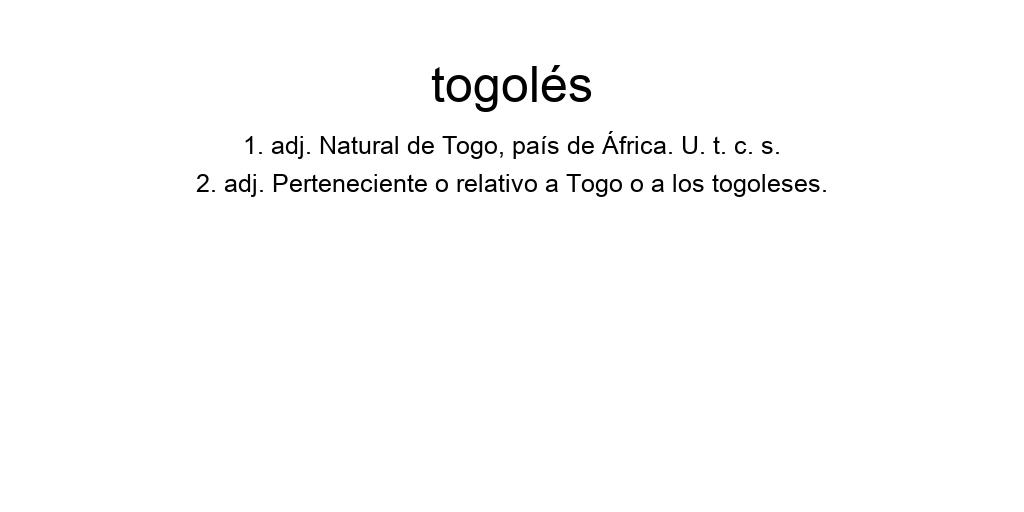 togolés
1. adj. Natural de Togo, país de África. U. t. c. s.
2. adj. Perteneciente o relativo a Togo o a los togoleses.